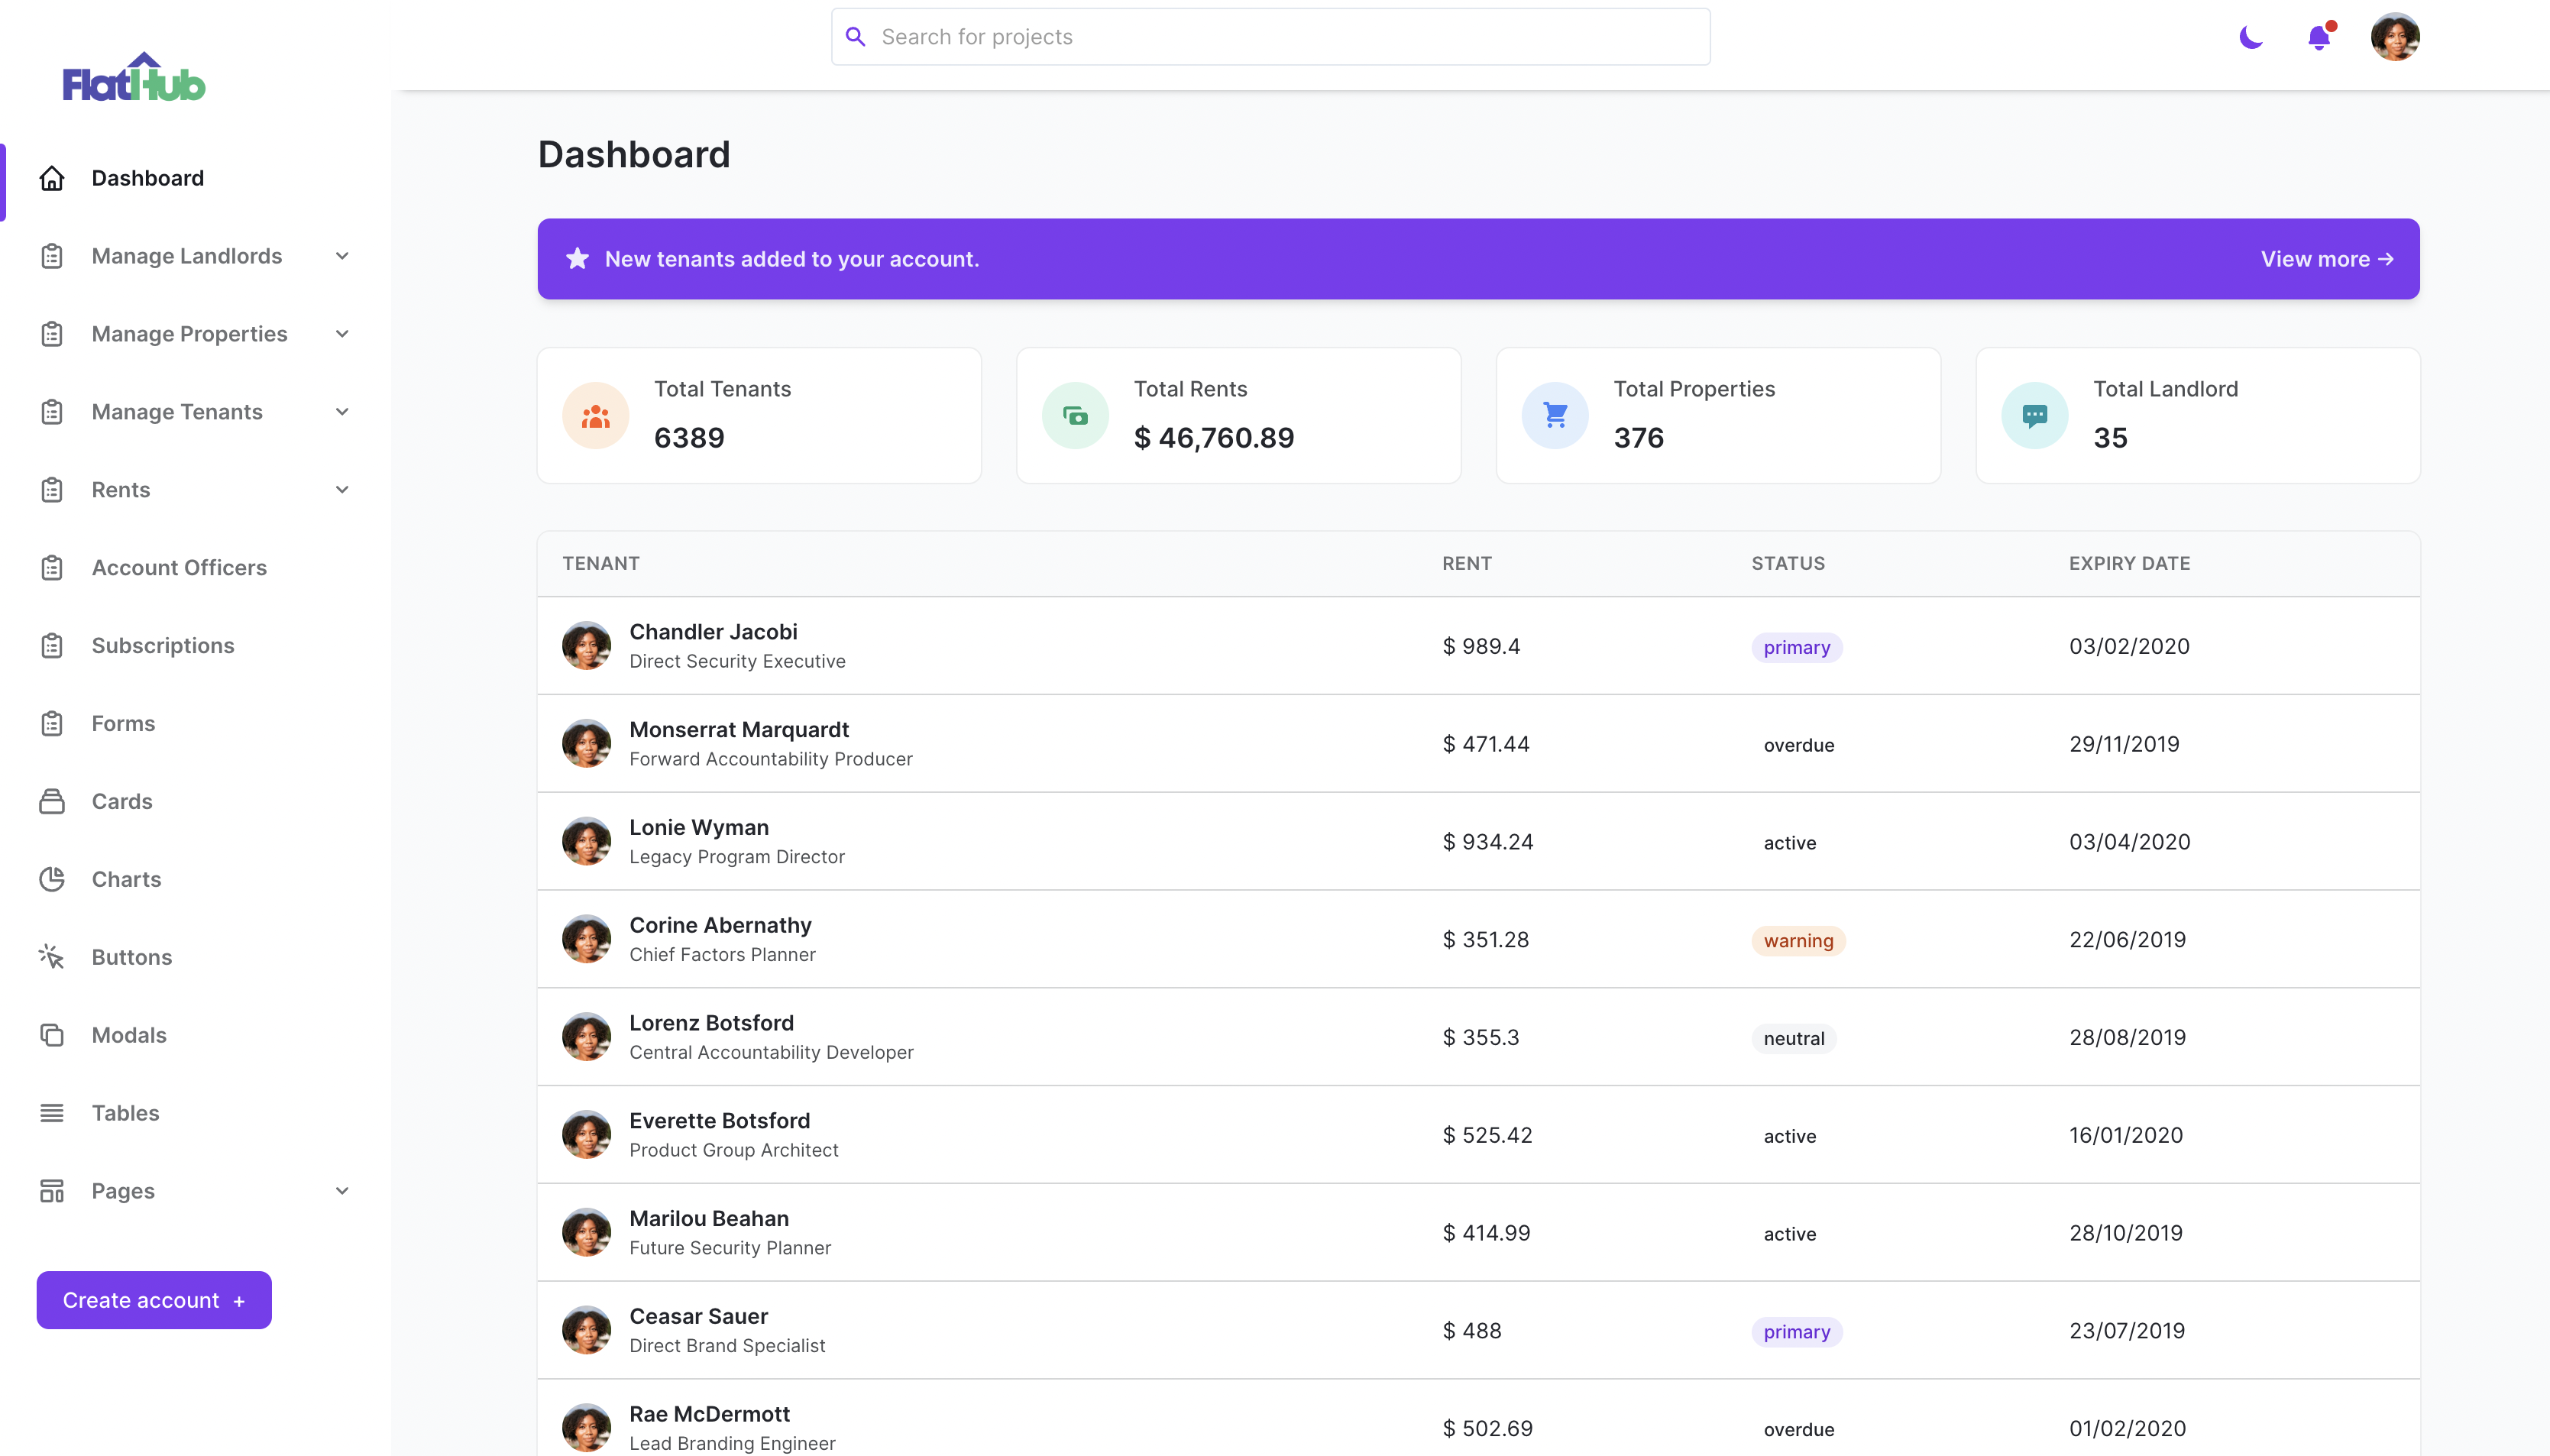 Search for projects
FlatHub
Dashboard
Manage Landlords
Manage Properties
Manage Tenants
Rents
Account Officers
Subscriptions
Forms
Cards
Charts
Buttons
Modals
Tables
Pages
Create account +
Dashboard
New tenants added to your account.
View more →
Total Tenants
6389
Total Rents
$ 46,760.89
Total Properties
376
Total Landlord
35
TENANT RENT STATUS EXPIRY DATE
Chandler Jacobi
Direct Security Executive
$ 989.4 primary 03/02/2020
Monserrat Marquardt
Forward Accountability Producer
$ 471.44 overdue 29/11/2019
Lonie Wyman
Legacy Program Director
$ 934.24 active 03/04/2020
Corine Abernathy
Chief Factors Planner
$ 351.28 warning 22/06/2019
Lorenz Botsford
Central Accountability Developer
$ 355.3 neutral 28/08/2019
Everette Botsford
Product Group Architect
$ 525.42 active 16/01/2020
Marilou Beahan
Future Security Planner
$ 414.99 active 28/10/2019
Ceasar Sauer
Direct Brand Specialist
$ 488 primary 23/07/2019
Rae McDermott
Lead Branding Engineer
$ 502.69 overdue 01/02/2020